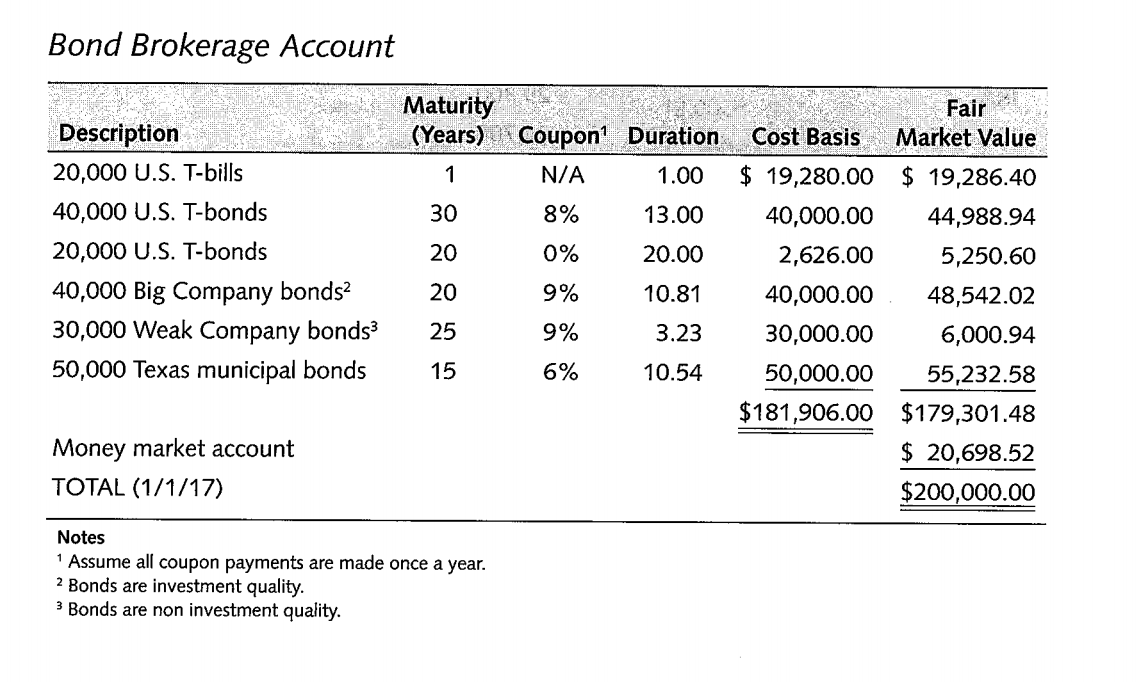 Bond Brokerage Account
Maturity Fair
Description (Years) Coupon¹ Duration Cost Basis Market Value
20,000 U.S. T-bills 1 N/A 1.00 $ 19,280.00 $ 19,286.40
40,000 U.S. T-bonds 30 8% 13.00 40,000.00 44,988.94
20,000 U.S. T-bonds 20 0% 20.00 2,626.00 5,250.60
40,000 Big Company bonds² 20 9% 10.81 40,000.00 48,542.02
30,000 Weak Company bonds³ 25 9% 3.23 30,000.00 6,000.94
50,000 Texas municipal bonds 15 6% 10.54 50,000.00 55,232.58
$181,906.00 $179,301.48
Money market account $ 20,698.52
TOTAL (1/1/17) $200,000.00
Notes
¹ Assume all coupon payments are made once a year.
² Bonds are investment quality.
³ Bonds are non investment quality.